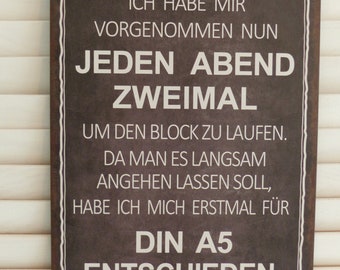 ICH HABE MIR
VORGENOMMEN NUN
JEDEN ABEND
ZWEIMAL
UM DEN BLOCK ZU LAUFEN.
DA MAN ES LANGSAM
ANGEHEN LASSEN SOLL,
HABE ICH MICH ERSTMAL FÜR
DIN A5
ENTSCHIEDEN.